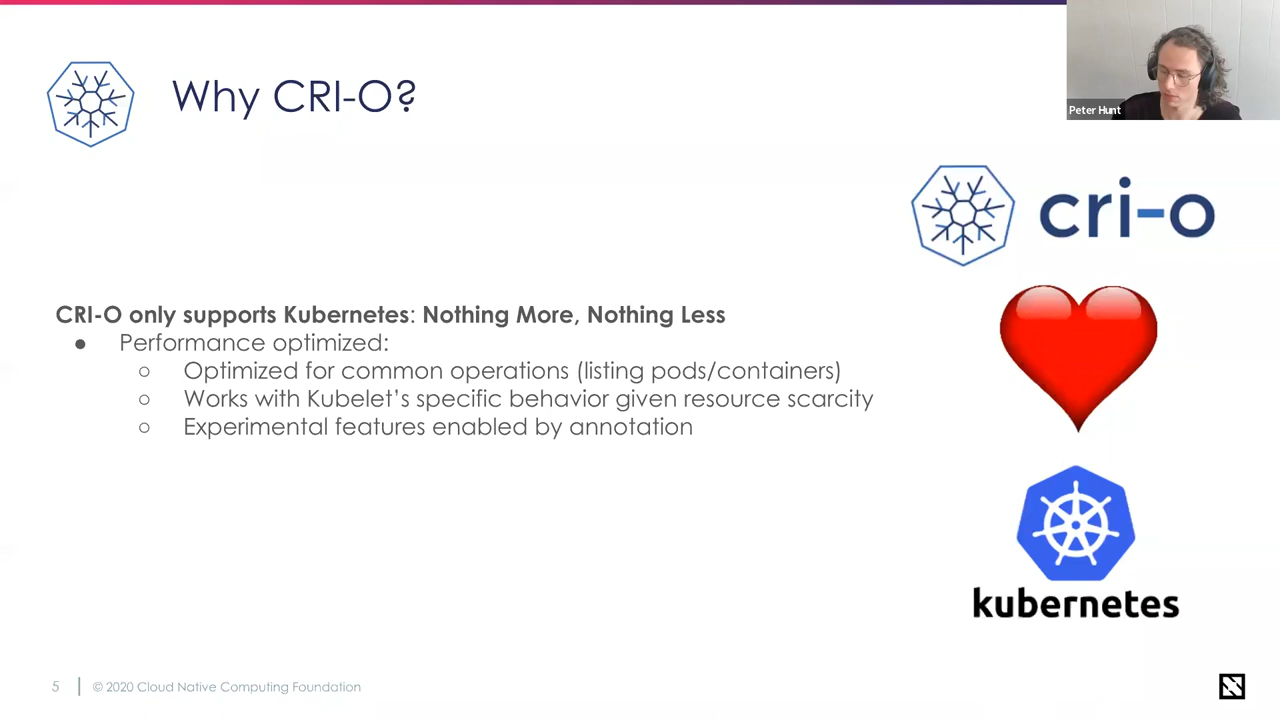 Why CRI-O?
Peter Hunt
cri-o
CRI-O only supports Kubernetes: Nothing More, Nothing Less
● Performance optimized:
○ Optimized for common operations (listing pods/containers)
○ Works with Kubelet's specific behavior given resource scarcity
○ Experimental features enabled by annotation
kubernetes
5 | © 2020 Cloud Native Computing Foundation